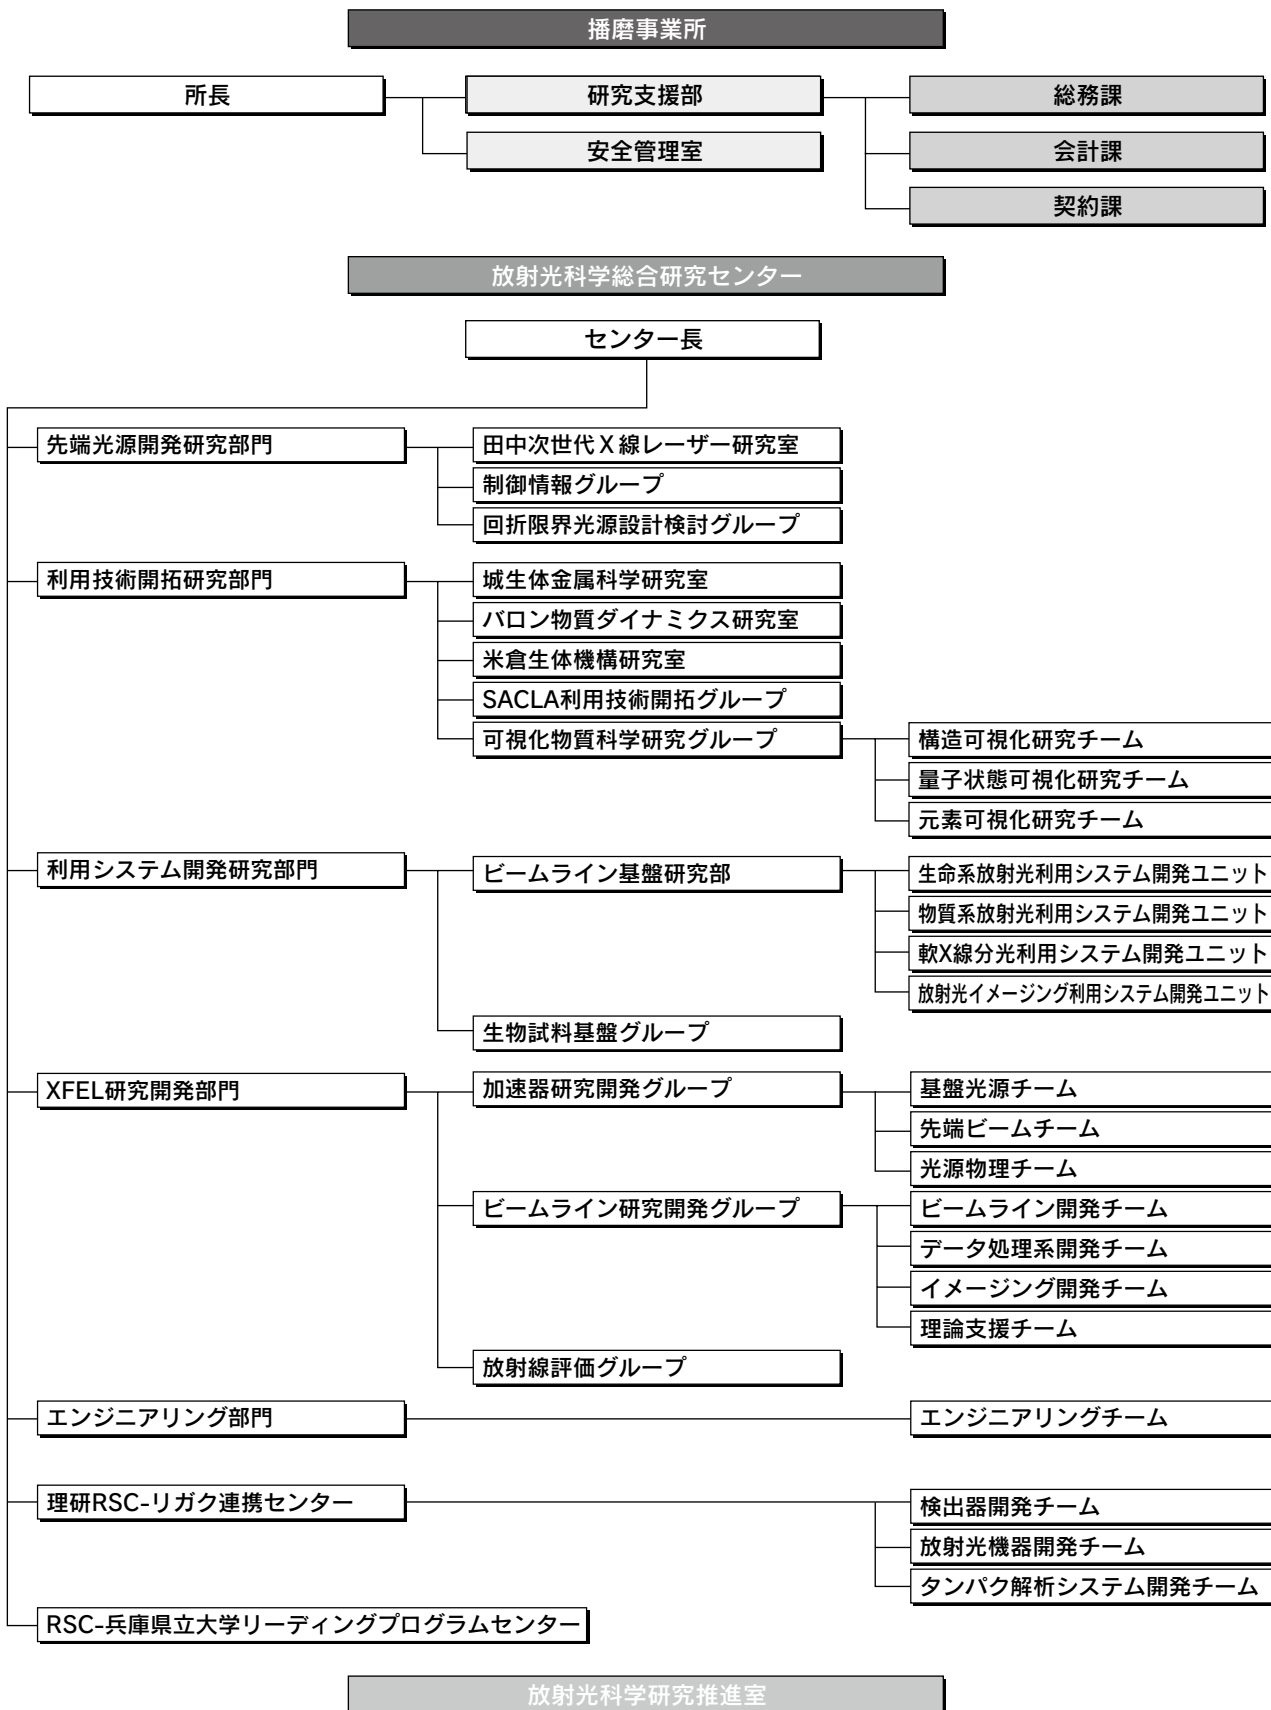 播磨事業所
所長
研究支援部
総務課
安全管理室
会計課
契約課
放射光科学総合研究センター
センター長
先端光源開発研究部門
田中次世代X線レーザー研究室
制御情報グループ
回折限界光源設計検討グループ
利用技術開拓研究部門
城生体金属科学研究室
バロン物質ダイナミクス研究室
米倉生体機構研究室
SACLA利用技術開拓グループ
可視化物質科学研究グループ
構造可視化研究チーム
量子状態可視化研究チーム
元素可視化研究チーム
利用システム開発研究部門
ビームライン基盤研究部
生命系放射光利用システム開発ユニット
物質系放射光利用システム開発ユニット
軟X線分光利用システム開発ユニット
放射光イメージング利用システム開発ユニット
生物試料基盤グループ
XFEL研究開発部門
加速器研究開発グループ
基盤光源チーム
先端ビームチーム
光源物理チーム
ビームライン研究開発グループ
ビームライン開発チーム
データ処理系開発チーム
イメージング開発チーム
理論支援チーム
放射線評価グループ
エンジニアリング部門
エンジニアリングチーム
理研RSC-リガク連携センター
検出器開発チーム
放射光機器開発チーム
タンパク解析システム開発チーム
RSC-兵庫県立大学リーディングプログラムセンター
放射光科学研究推進室